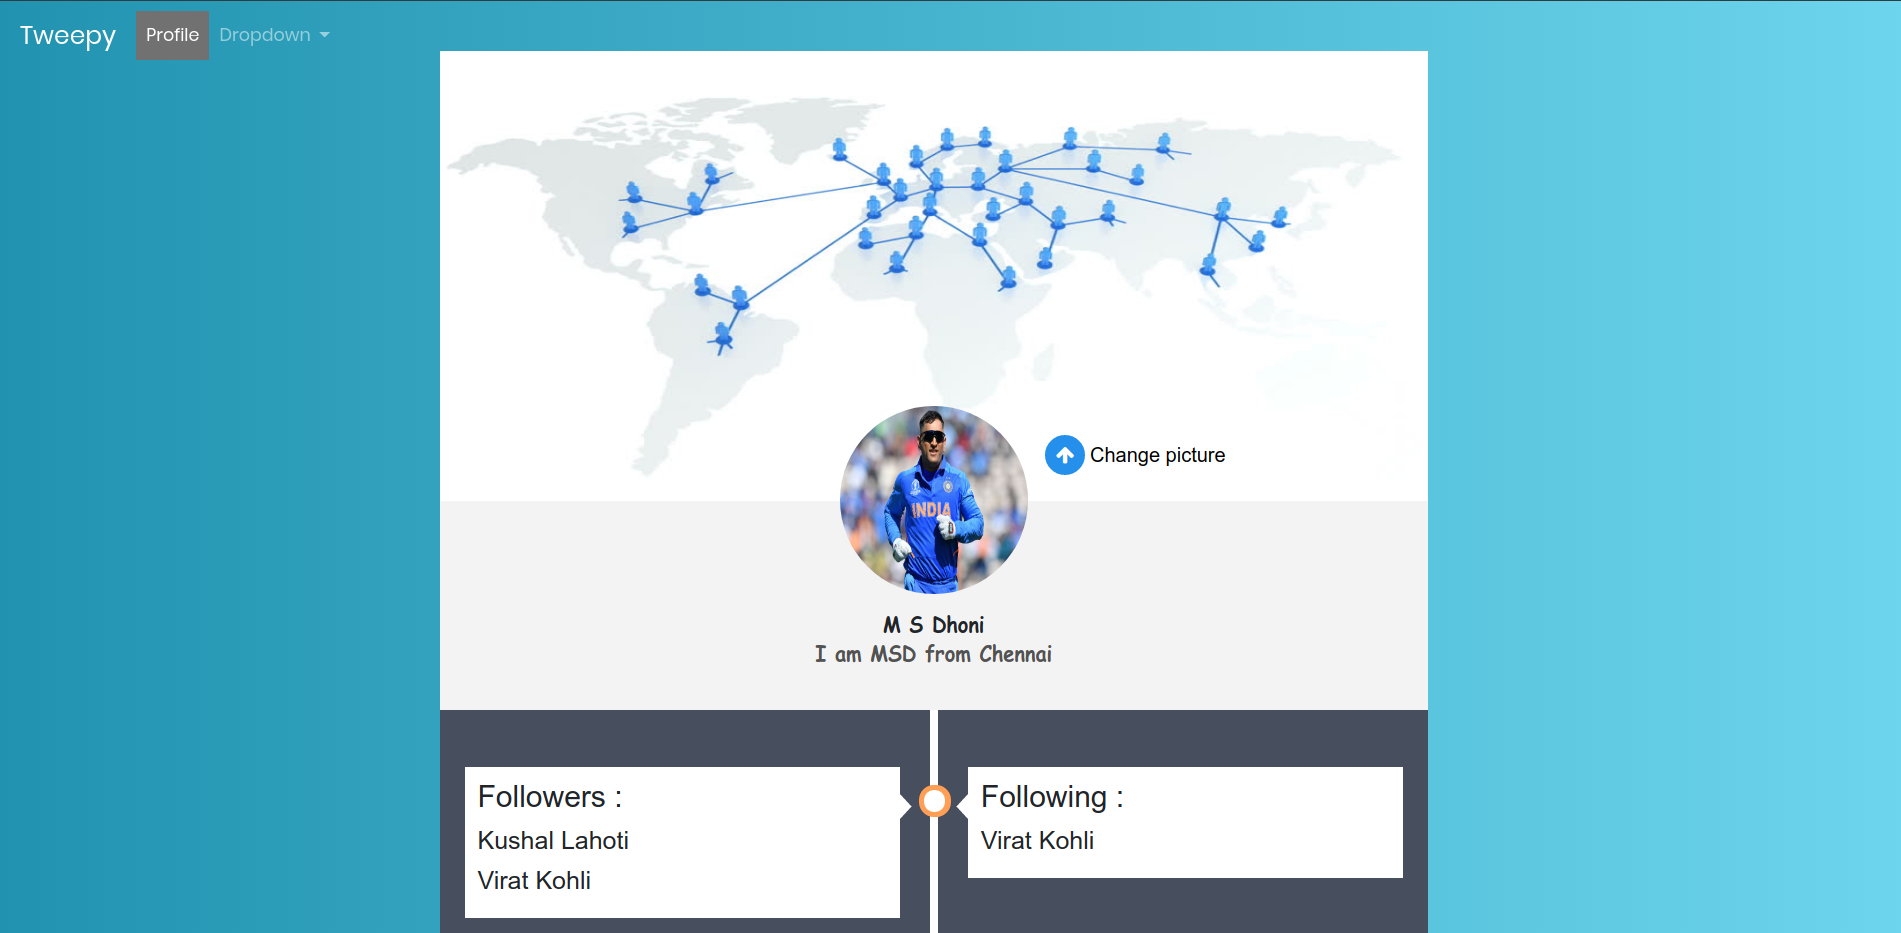 Tweepy Profile Dropdown
Change picture
INDIA
M S Dhoni
I am MSD from Chennai
Followers :
Kushal Lahoti
Virat Kohli
Following :
Virat Kohli